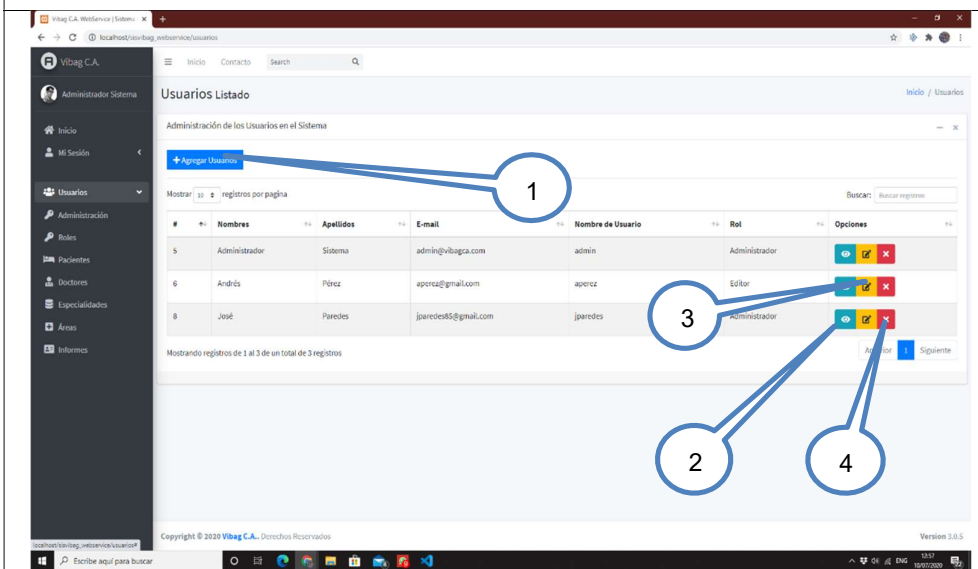 Vibag C.A. WebService | Sistema
localhost/sisvibag_webservice/usuarios
Vibag C.A.
Inicio Contacto Search
Administrador Sistema
Usuarios Listado
Inicio / Usuarios
Inicio
Mi Sesión
Usuarios
Administración
Roles
Pacientes
Doctores
Especialidades
Áreas
Informes
Administración de los Usuarios en el Sistema
+ Agregar Usuarios
1
Mostrar 10 registros por pagina
Buscar: Buscar registros
# Nombres Apellidos E-mail Nombre de Usuario Rol Opciones
5 Administrador Sistema admin@vibagca.com admin Administrador
6 Andrés Pérez aperez@gmail.com aperez Editor
3
8 José Paredes jparedes85@gmail.com jparedes Administrador
Mostrando registros de 1 al 3 de un total de 3 registros
1 Siguiente
2
4
Copyright © 2020 Vibag C.A.. Derechos Reservados
Version 3.0.5
localhost/sisvibag_webservice/usuarios#
Escribe aquí para buscar
ENG
12:57
10/07/2020